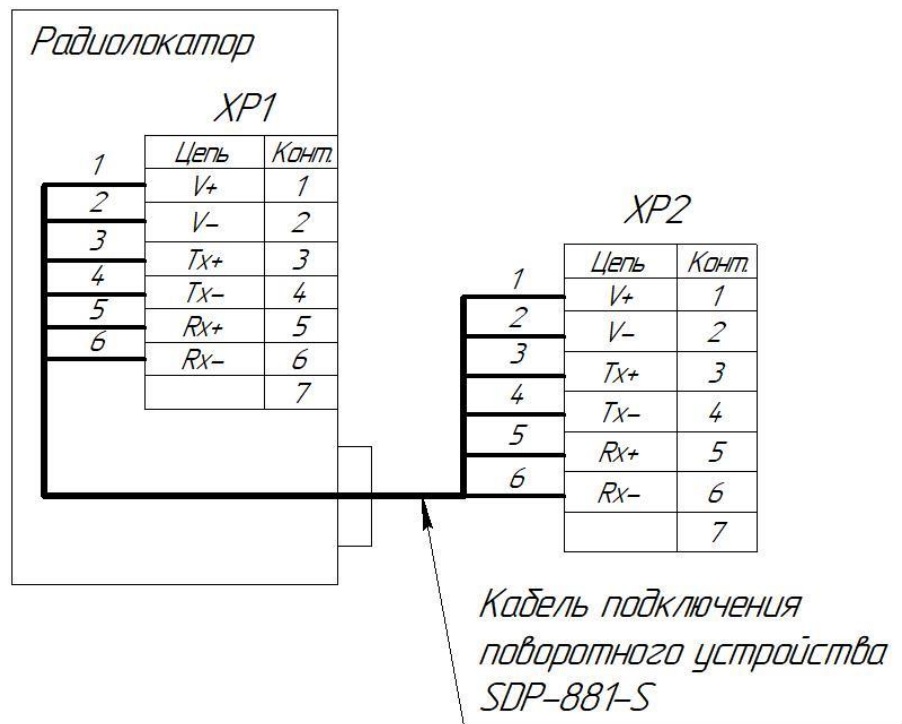 Радиолокатор
XP1
Цепь Конт.
1 V+ 1
2 V- 2
3 Tx+ 3
4 Tx- 4
5 Rx+ 5
6 Rx- 6
7
XP2
Цепь Конт.
1 V+ 1
2 V- 2
3 Tx+ 3
4 Tx- 4
5 Rx+ 5
6 Rx- 6
7
Кабель подключения
поворотного устройства
SDP-881-S